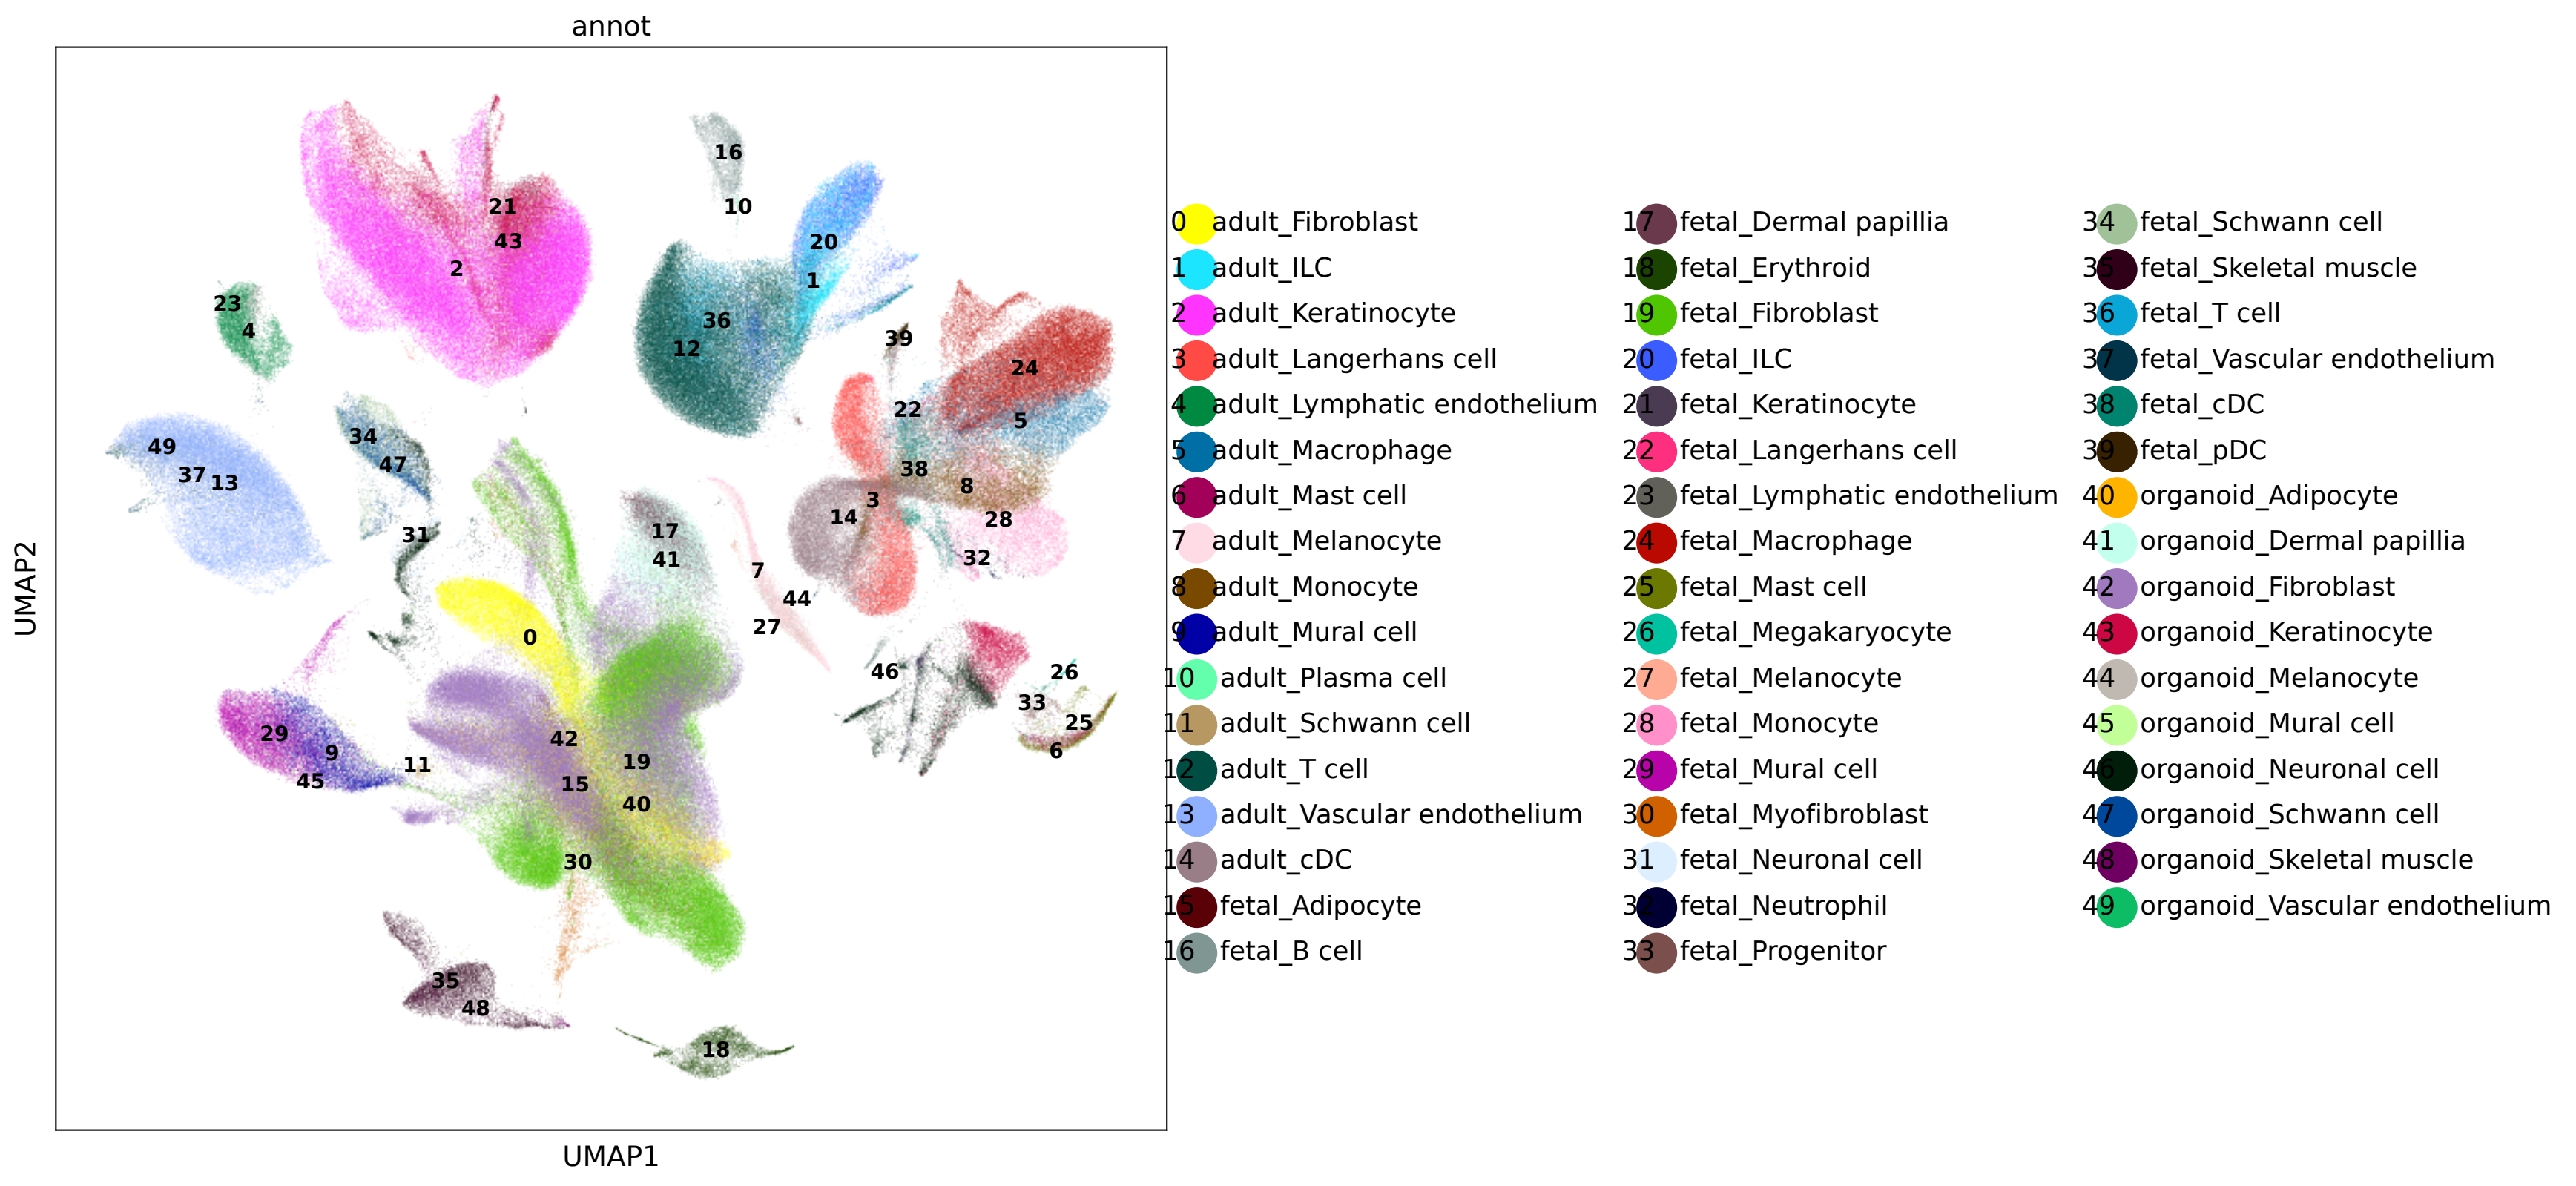 annot
16
10
21
43
2
20
1
36
12
23
4
39
24
22
5
38
8
3
14
28
32
34
47
49
37
13
31
17
41
7
44
27
0
46
26
33
25
6
29
9
45
11
42
19
15
40
30
35
48
18
UMAP2
UMAP1
0 adult_Fibroblast
1 adult_ILC
2 adult_Keratinocyte
3 adult_Langerhans cell
4 adult_Lymphatic endothelium
5 adult_Macrophage
6 adult_Mast cell
7 adult_Melanocyte
8 adult_Monocyte
9 adult_Mural cell
10 adult_Plasma cell
11 adult_Schwann cell
12 adult_T cell
13 adult_Vascular endothelium
14 adult_cDC
15 fetal_Adipocyte
16 fetal_B cell
17 fetal_Dermal papillia
18 fetal_Erythroid
19 fetal_Fibroblast
20 fetal_ILC
21 fetal_Keratinocyte
22 fetal_Langerhans cell
23 fetal_Lymphatic endothelium
24 fetal_Macrophage
25 fetal_Mast cell
26 fetal_Megakaryocyte
27 fetal_Melanocyte
28 fetal_Monocyte
29 fetal_Mural cell
30 fetal_Myofibroblast
31 fetal_Neuronal cell
32 fetal_Neutrophil
33 fetal_Progenitor
34 fetal_Schwann cell
35 fetal_Skeletal muscle
36 fetal_T cell
37 fetal_Vascular endothelium
38 fetal_cDC
39 fetal_pDC
40 organoid_Adipocyte
41 organoid_Dermal papillia
42 organoid_Fibroblast
43 organoid_Keratinocyte
44 organoid_Melanocyte
45 organoid_Mural cell
46 organoid_Neuronal cell
47 organoid_Schwann cell
48 organoid_Skeletal muscle
49 organoid_Vascular endothelium